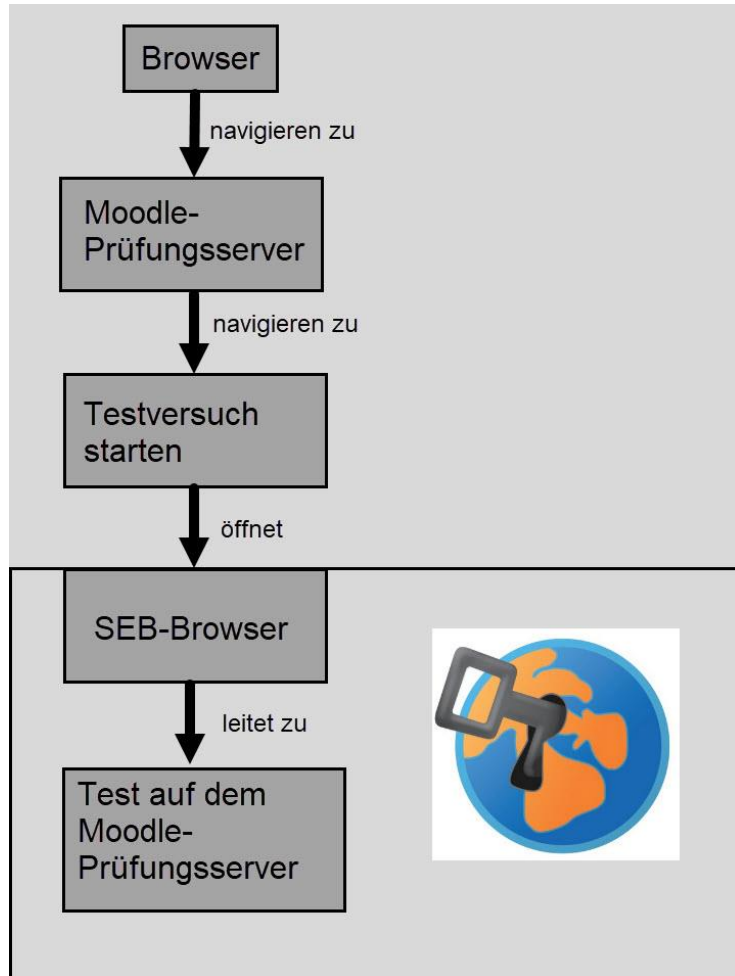 Browser
navigieren zu
Moodle-
Prüfungsserver
navigieren zu
Testversuch
starten
öffnet
SEB-Browser
leitet zu
Test auf dem
Moodle-
Prüfungsserver